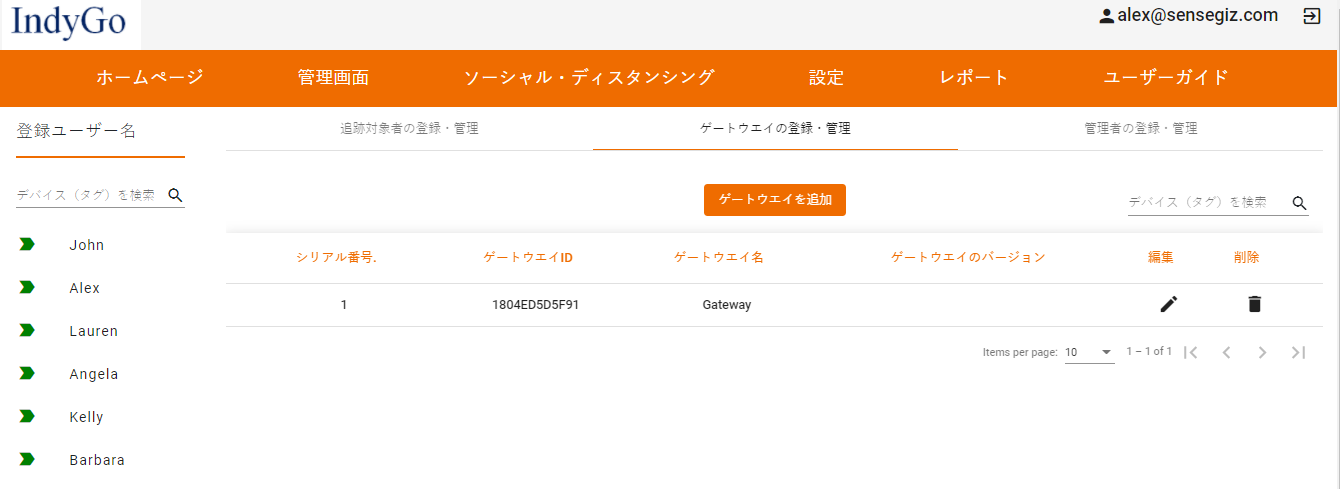 IndyGo
alex@sensegiz.com
ホームページ 管理画面 ソーシャル・ディスタンシング 設定 レポート ユーザーガイド
登録ユーザー名
追跡対象者の登録・管理 ゲートウエイの登録・管理 管理者の登録・管理
デバイス（タグ）を検索
ゲートウエイを追加
デバイス（タグ）を検索
John
Alex
Lauren
Angela
Kelly
Barbara
シリアル番号. ゲートウエイID ゲートウエイ名 ゲートウエイのバージョン 編集 削除
1 1804ED5D5F91 Gateway
Items per page: 10 1 – 1 of 1